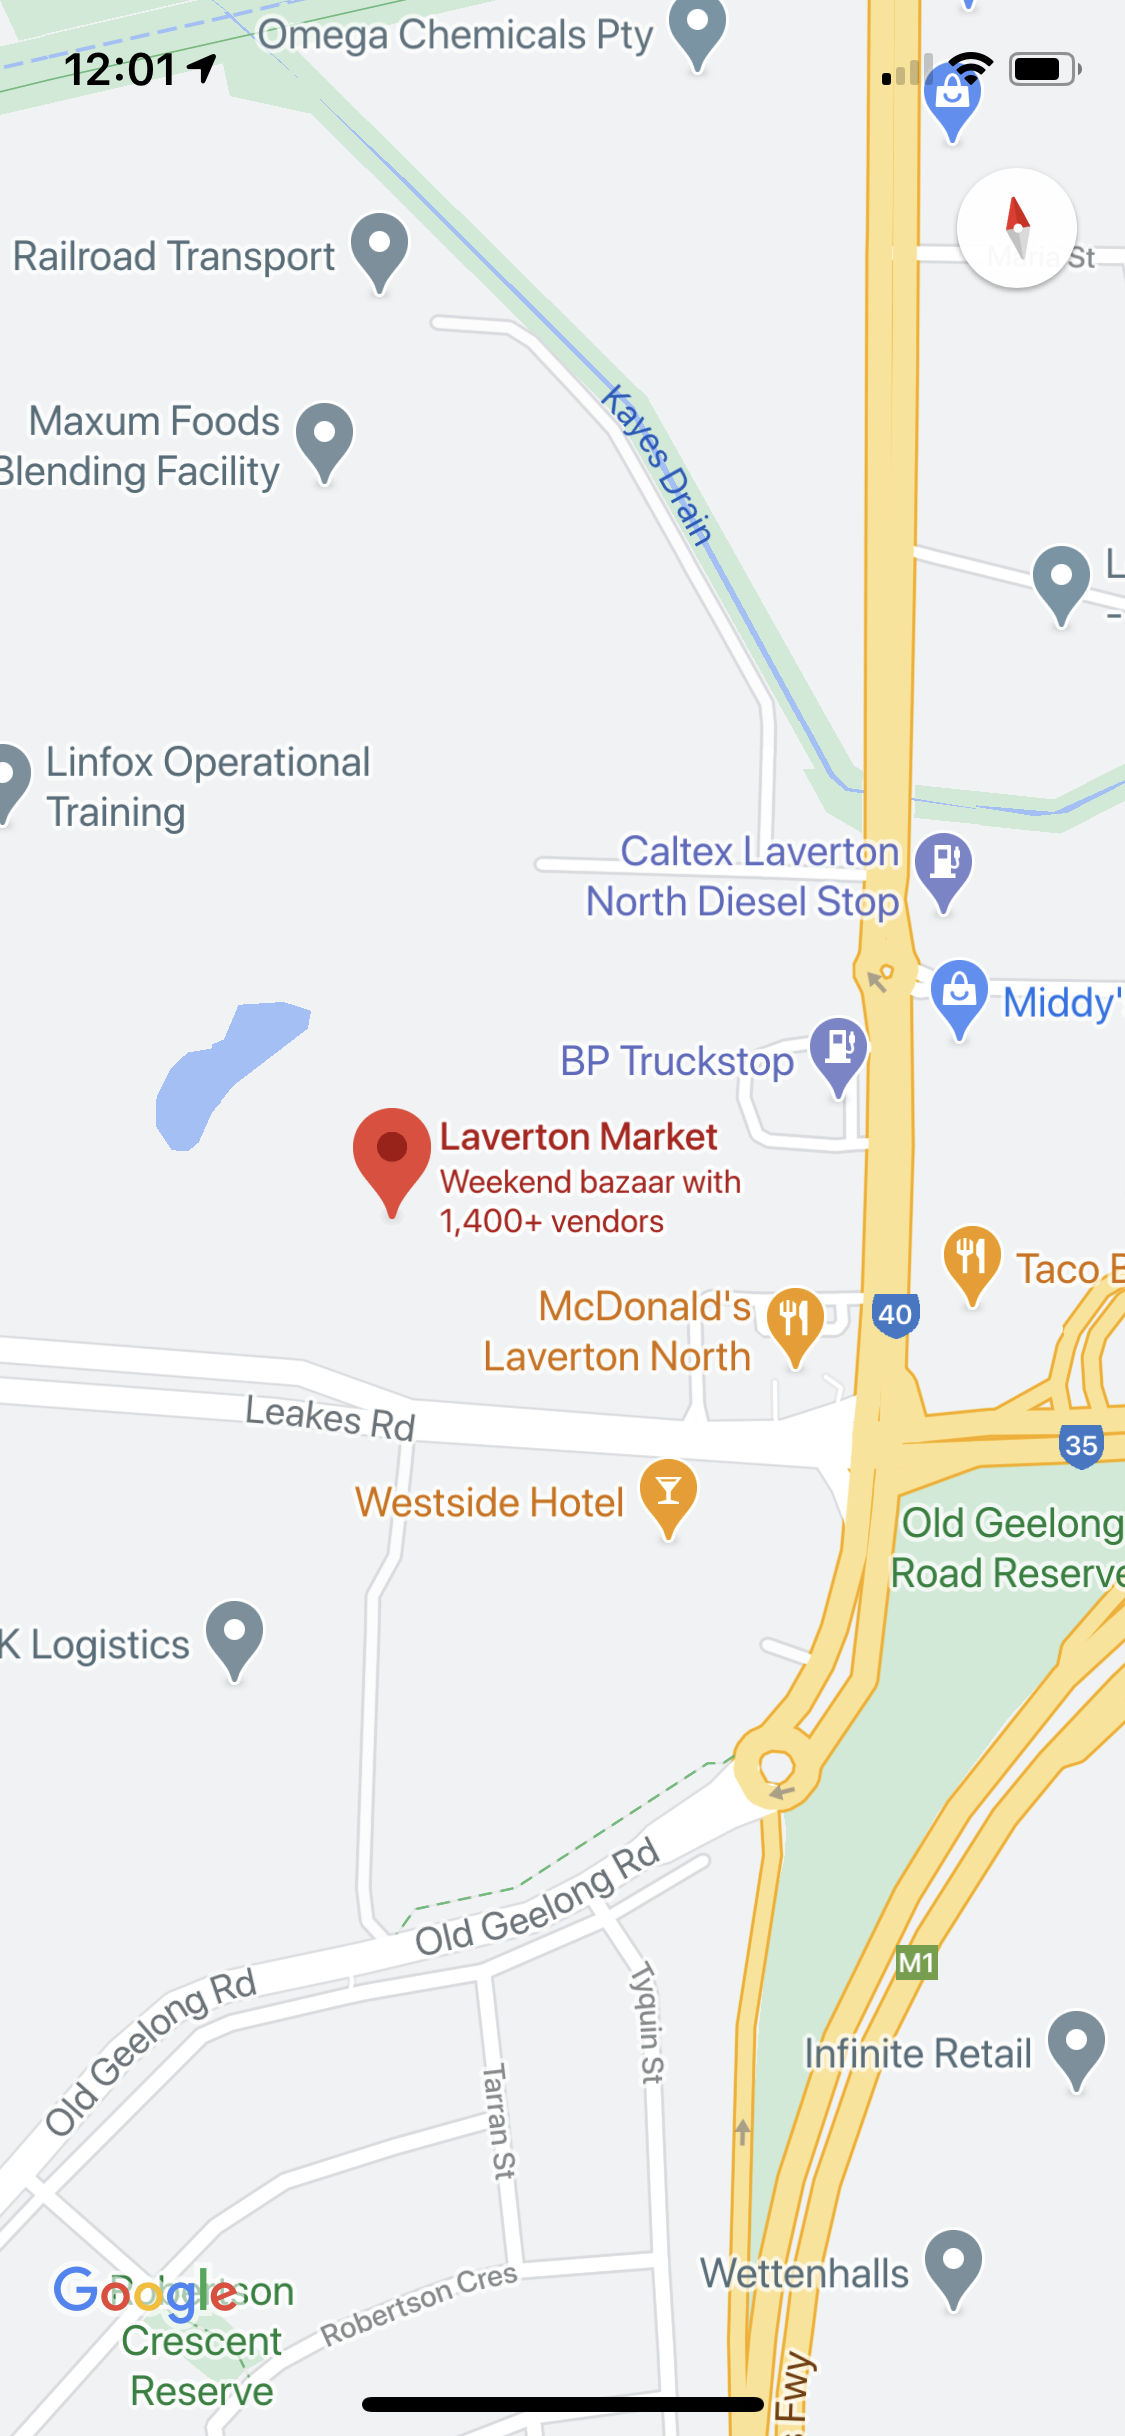 Omega Chemicals Pty
12:01
Maria St
Railroad Transport
Kayes Drain
Maxum Foods
Blending Facility
L
-
Linfox Operational
Training
Caltex Laverton
North Diesel Stop
Middy'
BP Truckstop
Laverton Market
Weekend bazaar with
1,400+ vendors
Taco B
McDonald's
Laverton North
40
Leakes Rd
35
Westside Hotel
Old Geelong
Road Reserve
K Logistics
Old Geelong Rd
Old Geelong Rd
M1
Tyquin St
Infinite Retail
Tarran St
Wettenhalls
Google
Robertson
Crescent
Reserve
Robertson Cres
s Fwy